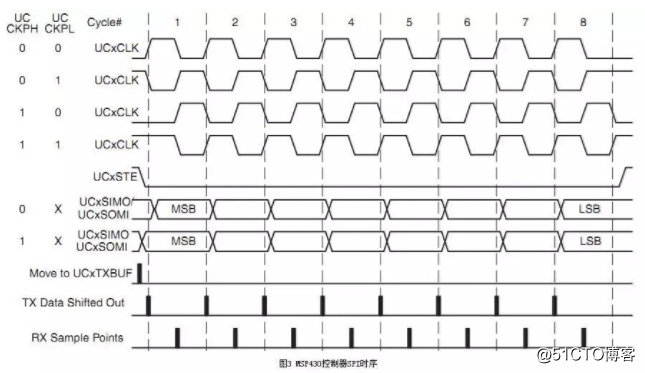 UC UC Cycle# 1 2 3 4 5 6 7 8
CKPH CKPL
0 0 UCxCLK
0 1 UCxCLK
1 0 UCxCLK
1 1 UCxCLK
UCxSTE
0 X UCxSIMO/ MSB LSB
UCxSOMI
1 X UCxSIMO MSB LSB
UCxSOMI
Move to UCxTXBUF
TX Data Shifted Out
RX Sample Points
图3 MSP430控制器SPI时序
@51CTO博客